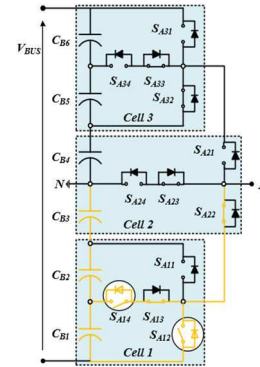 V_BUS
C_B6
S_A31
S_A34 S_A33
C_B5
S_A32
Cell 3
C_B4
S_A21
N
S_A24 S_A23
S_A22
C_B3
Cell 2
C_B2
S_A11
S_A14 S_A13
S_A12
C_B1
Cell 1